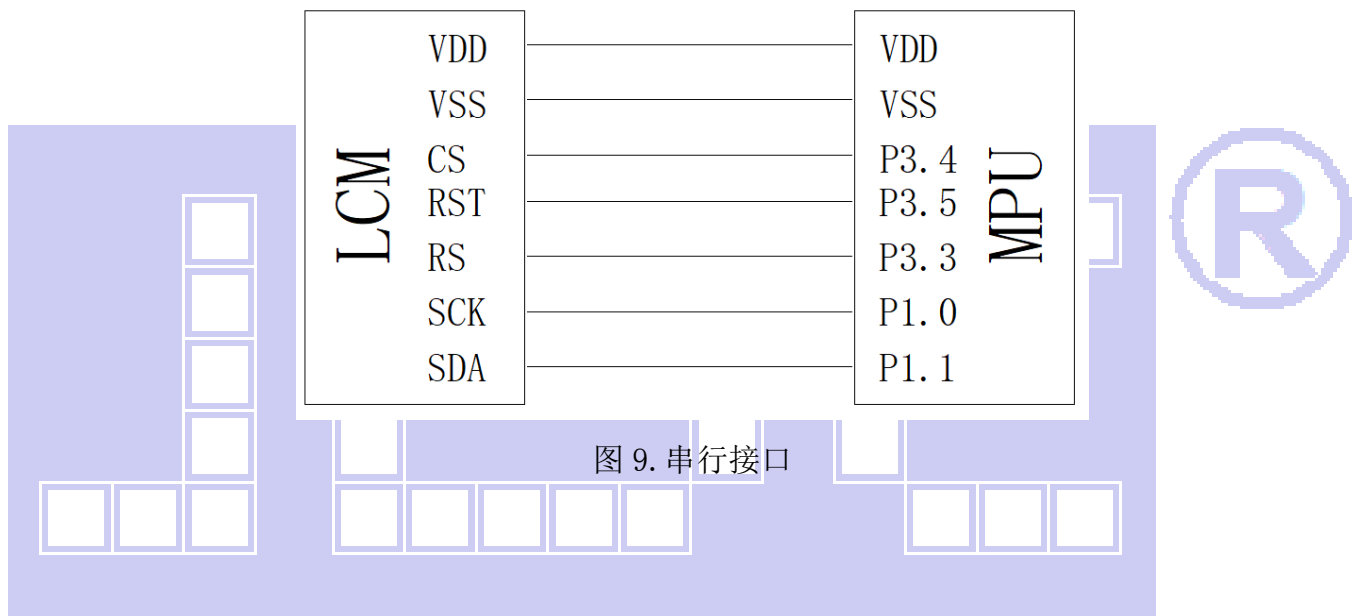 LCM
VDD
VSS
CS
RST
RS
SCK
SDA
MPU
VDD
VSS
P3.4
P3.5
P3.3
P1.0
P1.1
®
图 9.串行接口